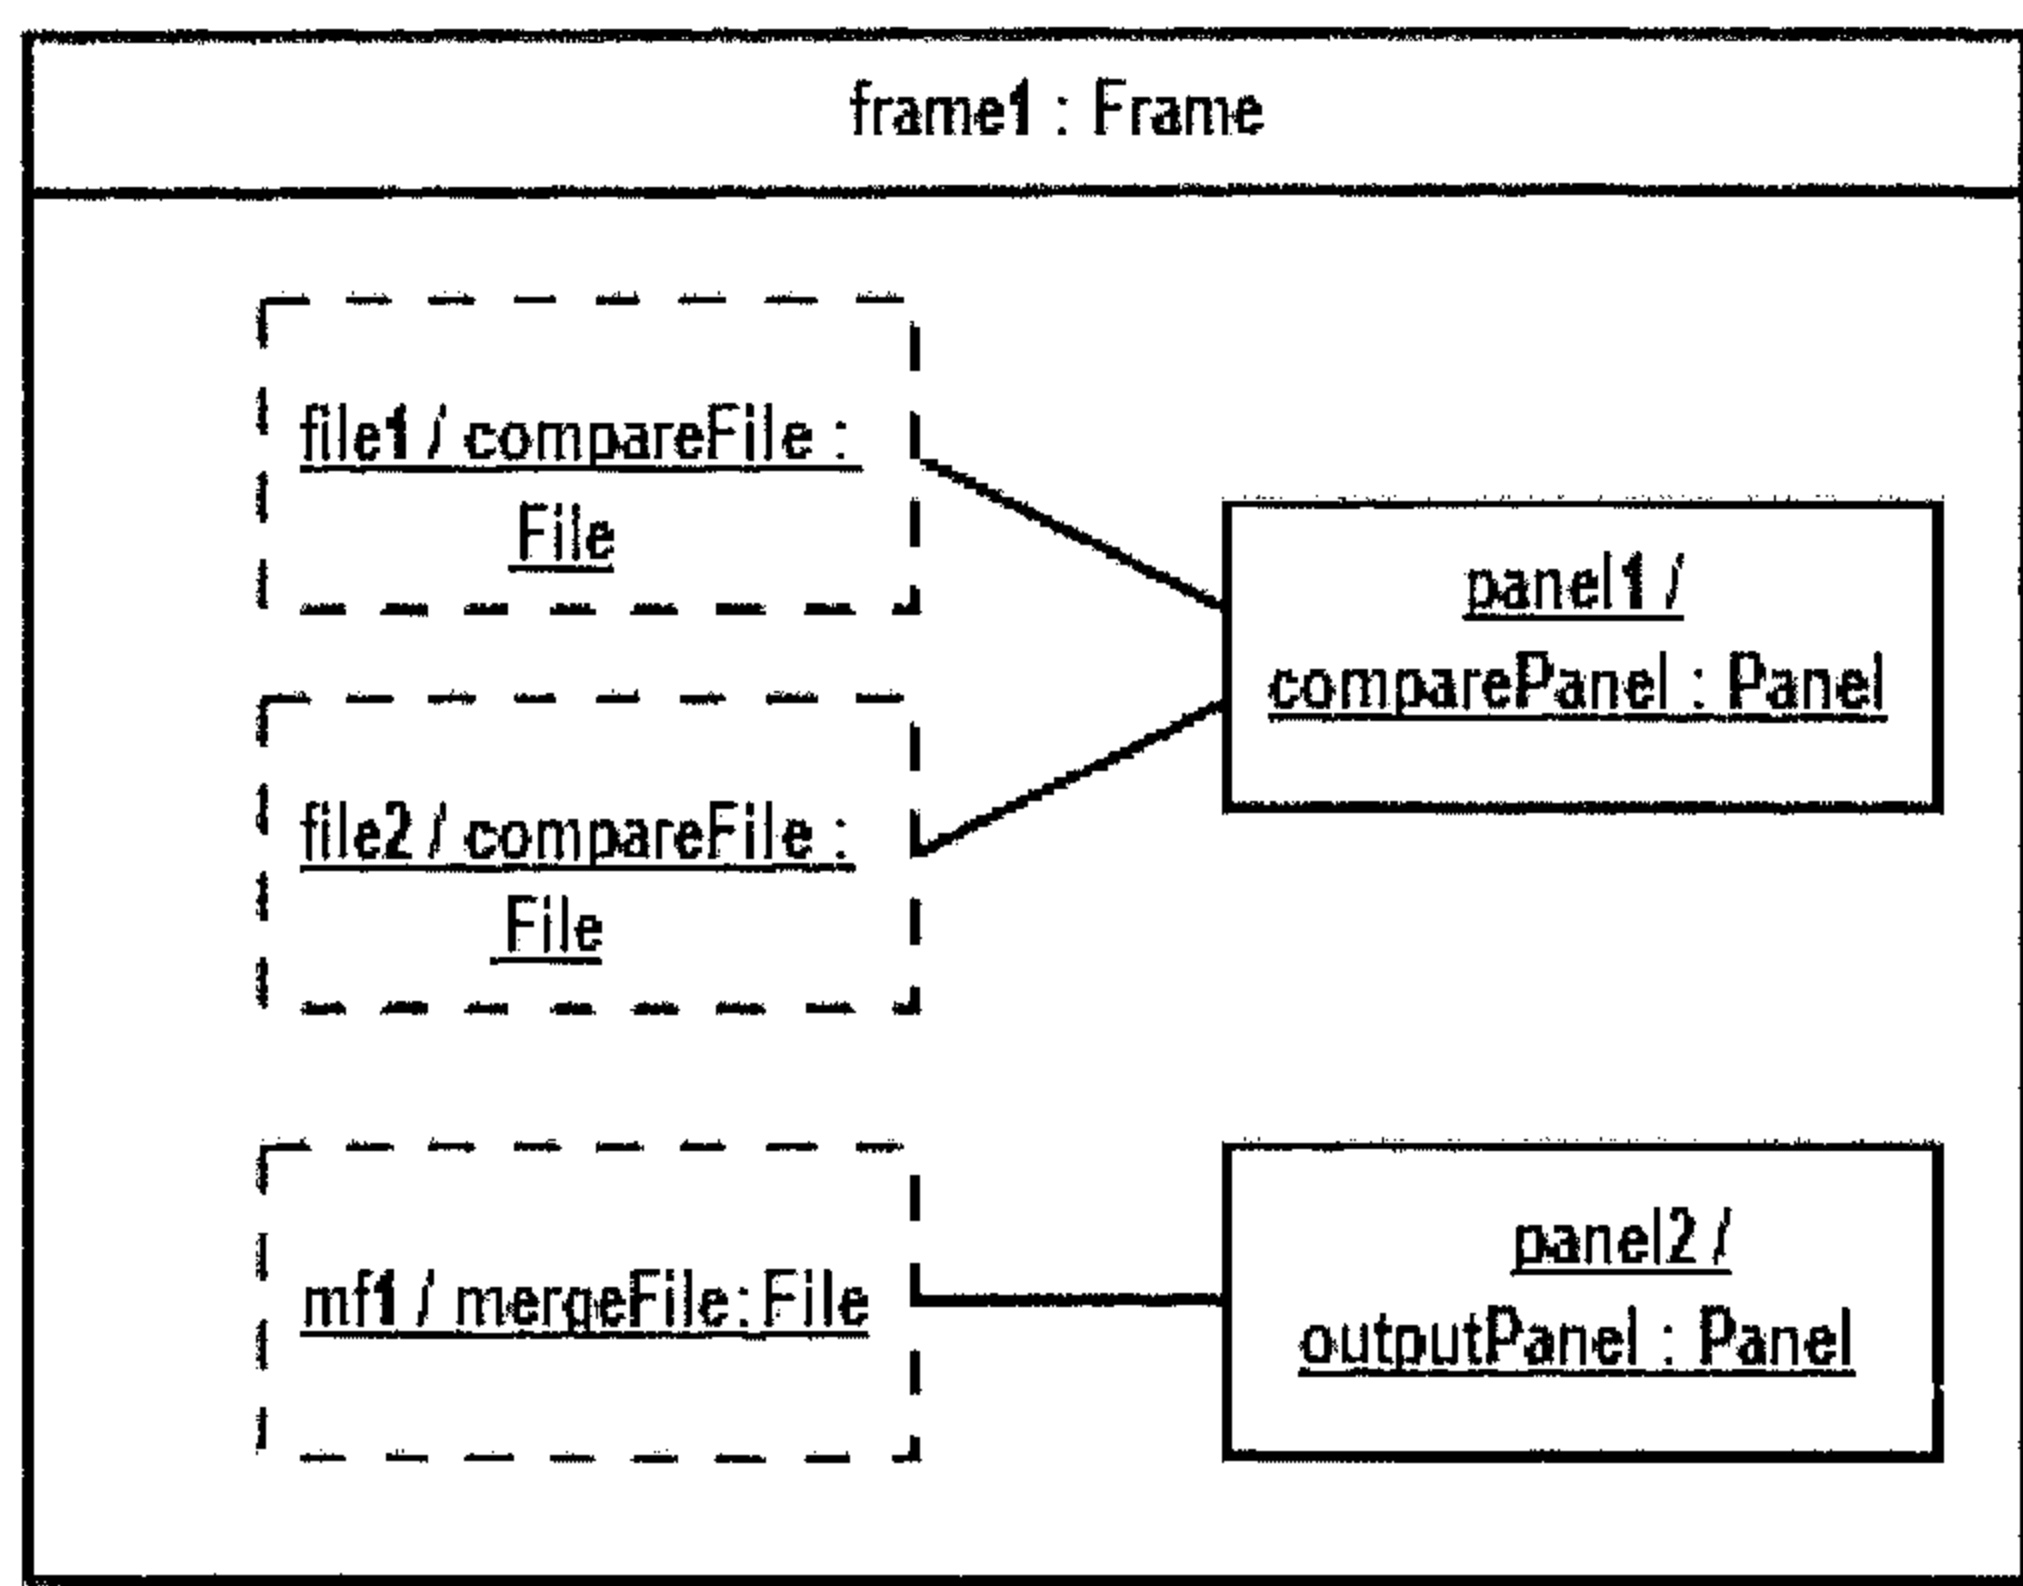 frame1 : Frame
file1 / compareFile :
File
panel1 /
comparePanel : Panel
file2 / compareFile :
File
mf1 / mergeFile: File
panel2 /
outputPanel : Panel